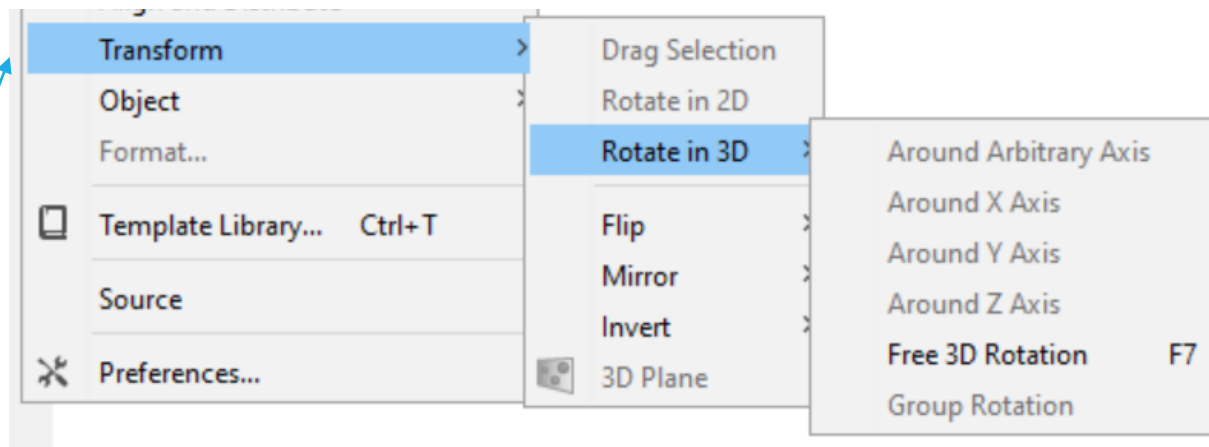 Transform
Object
Format...
Template Library... Ctrl+T
Source
Preferences...
Drag Selection
Rotate in 2D
Rotate in 3D
Flip
Mirror
Invert
3D Plane
Around Arbitrary Axis
Around X Axis
Around Y Axis
Around Z Axis
Free 3D Rotation F7
Group Rotation